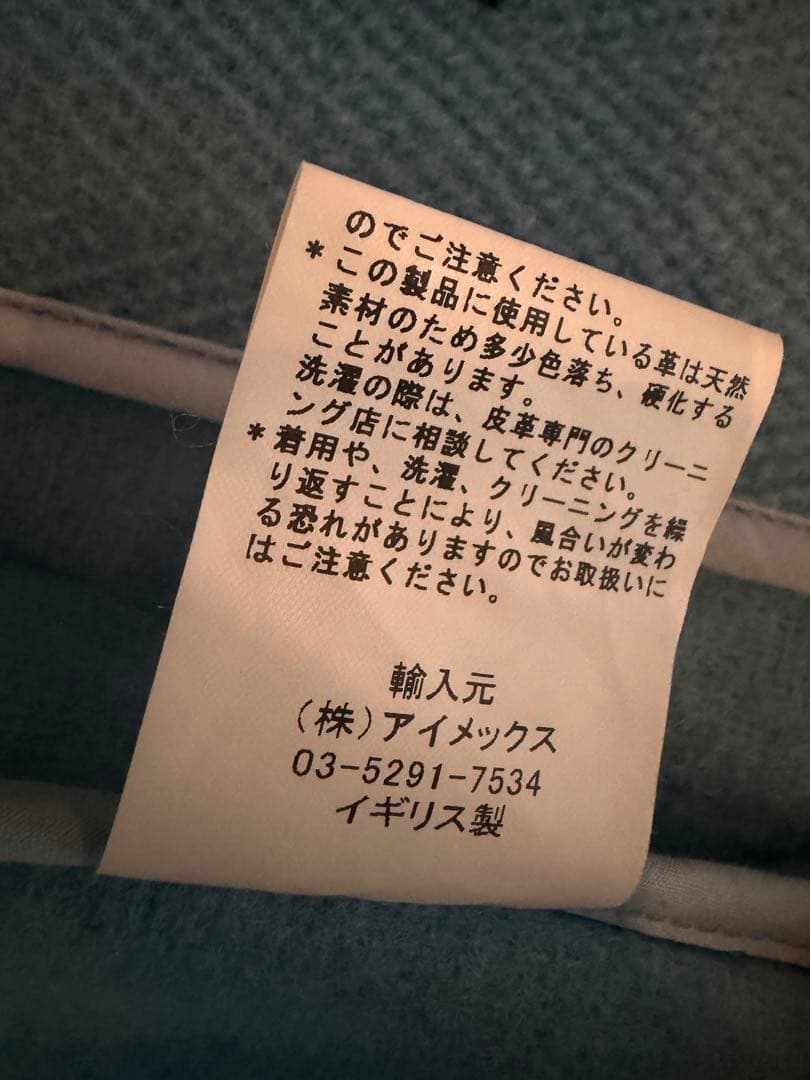 のでご注意ください。
*この製品に使用している革は天然
素材のため多少色落ち、硬化する
ことがあります。
洗濯の際は、皮革専門のクリーニ
ング店に相談してください。
*着用や、洗濯、クリーニングを繰
り返すことにより、風合いが変わ
る恐れがありますのでお取扱いに
はご注意ください。
輸入元
(株)アイメックス
03-5291-7534
イギリス製